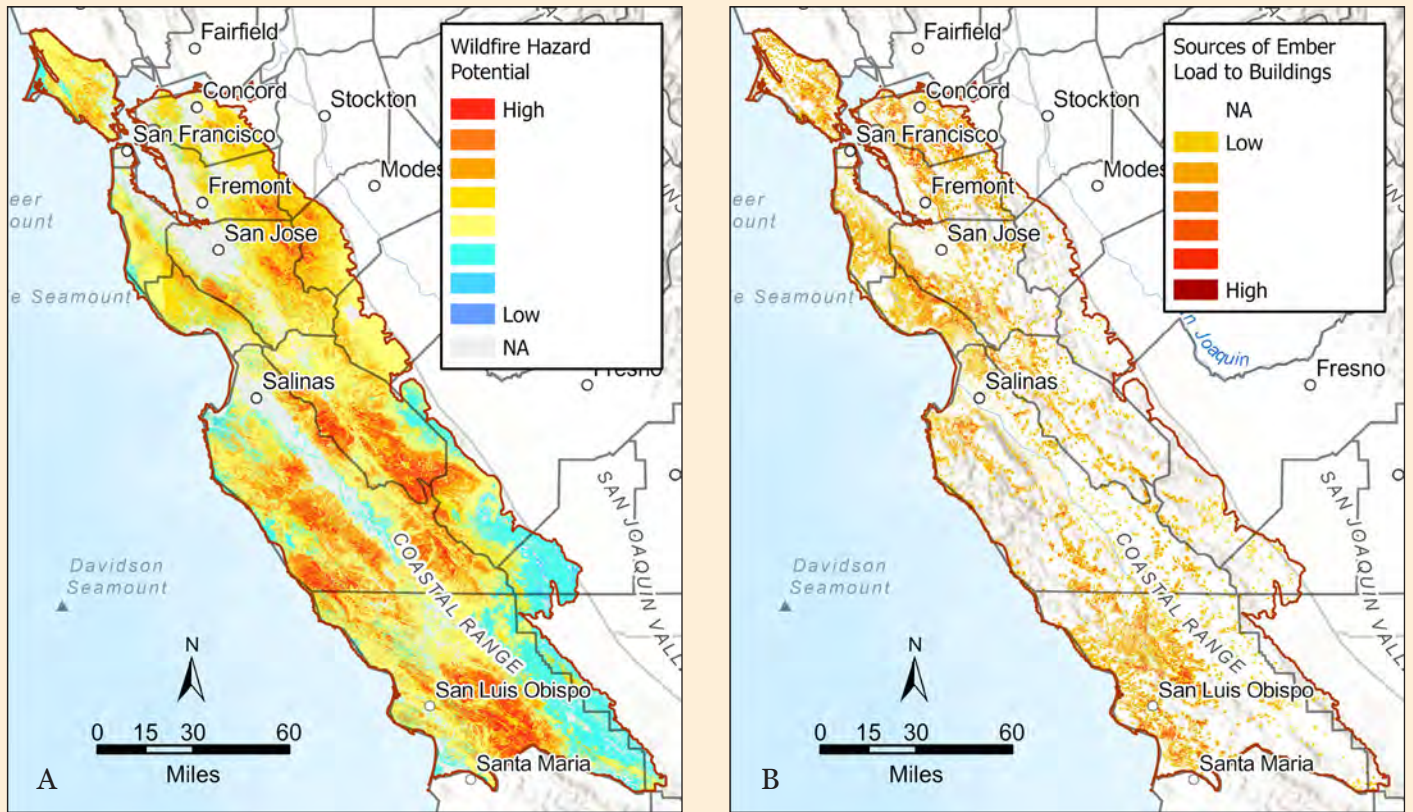 Fairfield
Concord
San Francisco
Stockton
Modes
Fremont
San Jose
eer
ount
e Seamount
Salinas
Fresno
COASTAL RANGE
SAN JOAQUIN VALL
Davidson
Seamount
San Luis Obispo
Santa Maria
N
0 15 30 60
Miles
A
Wildfire Hazard
Potential
High
Low
NA
Fairfield
Concord
San Francisco
Stockton
Modes
Fremont
San Jose
eer
ount
e Seamount
Salinas
n Joaquin
Fresno
COASTAL RANGE
SAN JOAQUIN VALL
Davidson
Seamount
San Luis Obispo
Santa Maria
N
0 15 30 60
Miles
B
Sources of Ember
Load to Buildings
NA
Low
High